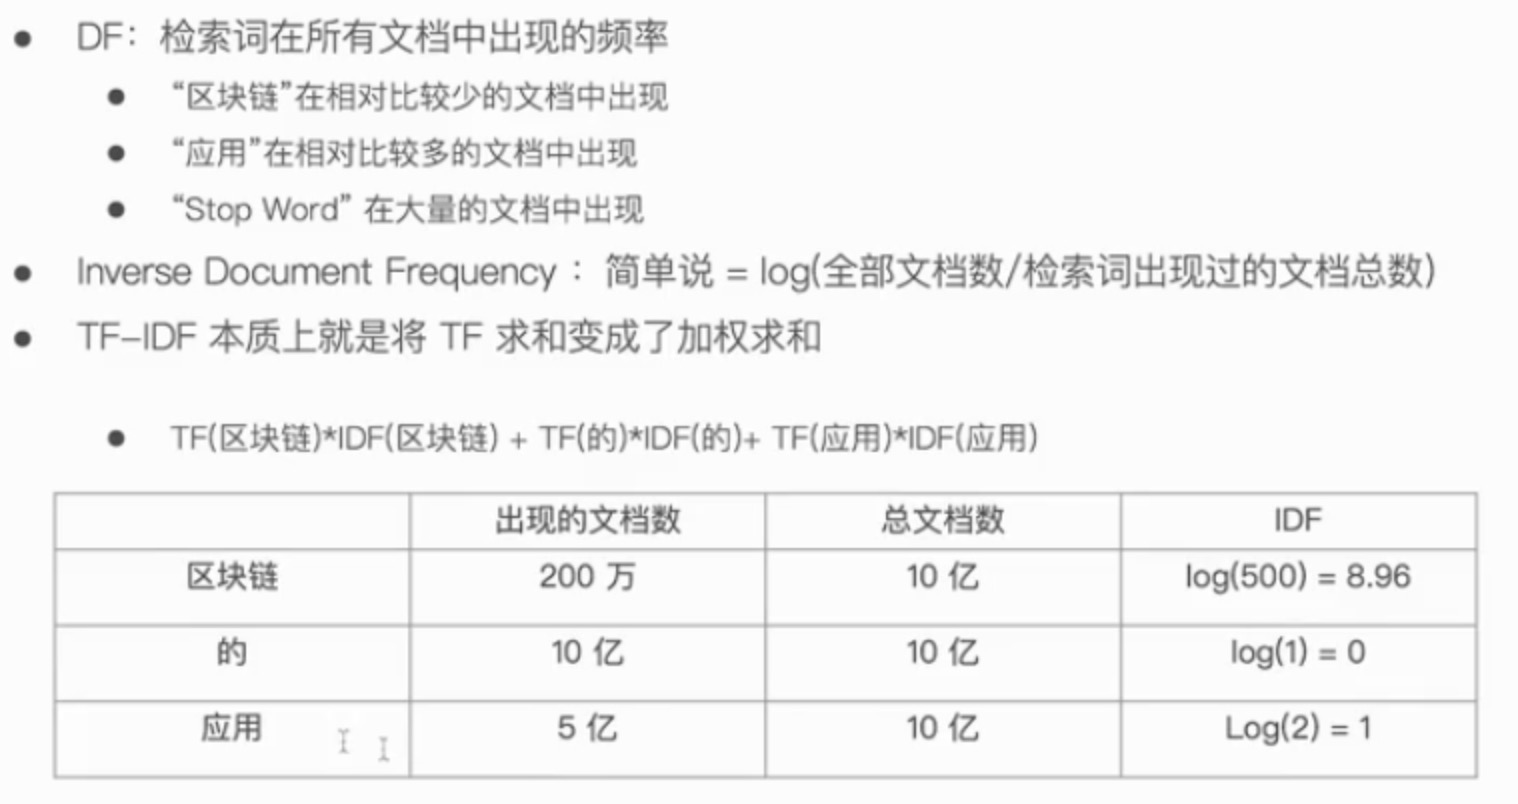 ● DF：检索词在所有文档中出现的频率
● “区块链”在相对比较少的文档中出现
● “应用”在相对比较多的文档中出现
● “Stop Word” 在大量的文档中出现
● Inverse Document Frequency ：简单说 = log(全部文档数/检索词出现过的文档总数)
● TF-IDF 本质上就是将 TF 求和变成了加权求和
● TF(区块链)*IDF(区块链) + TF(的)*IDF(的)+ TF(应用)*IDF(应用)
出现的文档数 总文档数 IDF
区块链 200 万 10 亿 log(500) = 8.96
的 10 亿 10 亿 log(1) = 0
应用 5 亿 10 亿 Log(2) = 1